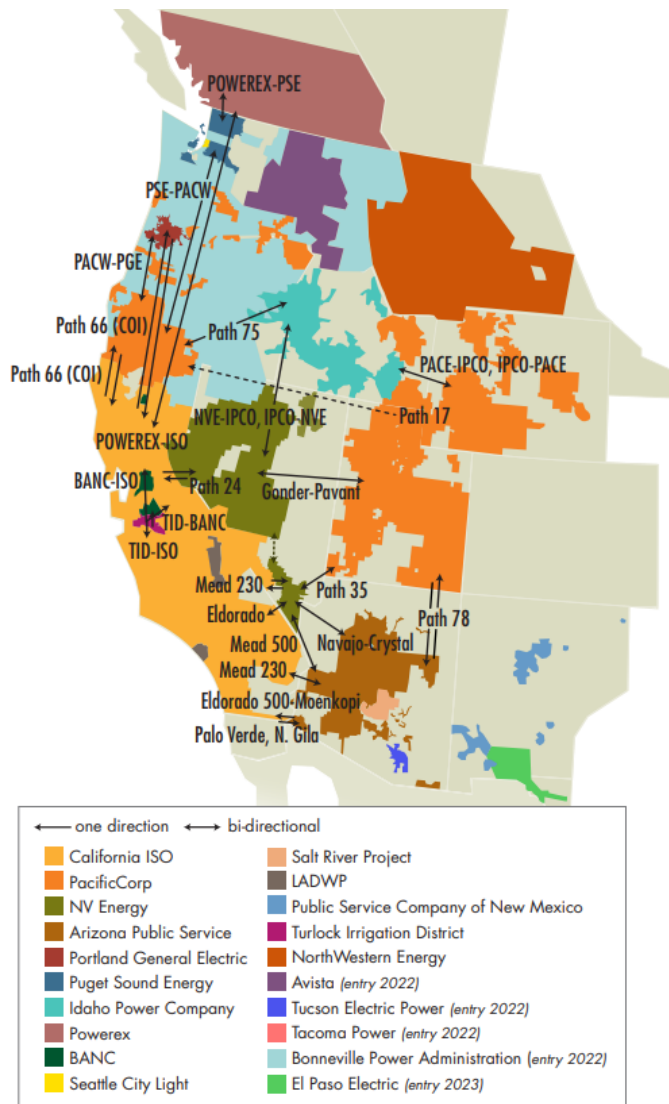 POWEREX-PSE
PSE-PACW
PACW-PGE
Path 66 (COI)
Path 75
Path 66 (COI)
PACE-IPCO, IPCO-PACE
NVE-IPCO, IPCO-NVE
Path 17
POWEREX-ISO
BANC-ISO
Path 24
Gonder-Pavant
TID-BANC
TID-ISO
Mead 230
Path 35
Eldorado
Path 78
Mead 500
Navajo-Crystal
Mead 230
Eldorado 500-Moenkopi
Palo Verde, N. Gila
one direction
bi-directional
California ISO
PacificCorp
NV Energy
Arizona Public Service
Portland General Electric
Puget Sound Energy
Idaho Power Company
Powerex
BANC
Seattle City Light
Salt River Project
LADWP
Public Service Company of New Mexico
Turlock Irrigation District
NorthWestern Energy
Avista (entry 2022)
Tucson Electric Power (entry 2022)
Tacoma Power (entry 2022)
Bonneville Power Administration (entry 2022)
El Paso Electric (entry 2023)